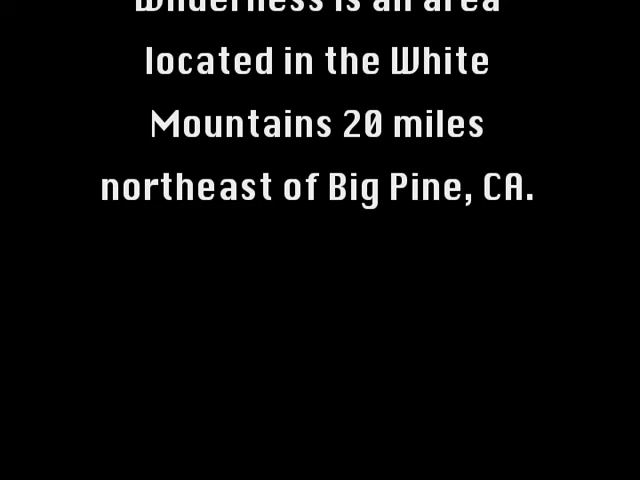 Wilderness is an area
located in the White
Mountains 20 miles
northeast of Big Pine, CA.